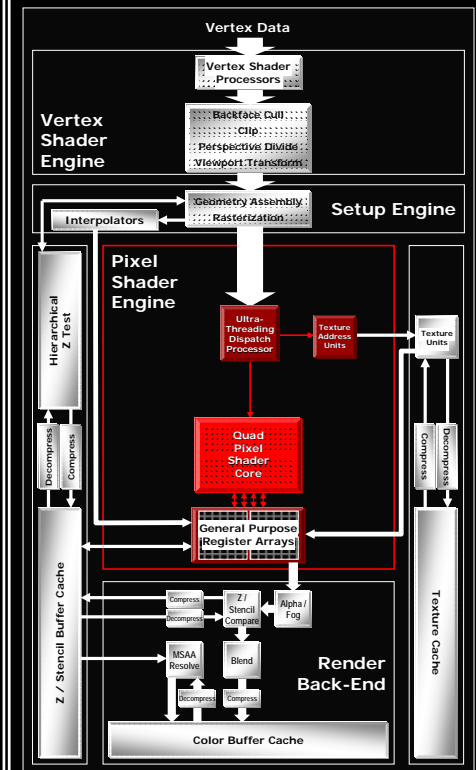 Vertex Data
Vertex Shader
Processors
Vertex
Shader
Engine
Backface Cull
Clip
Perspective Divide
Viewport Transform
Geometry Assembly
Rasterization
Setup Engine
Interpolators
Pixel
Shader
Engine
Hierarchical
Z Test
Ultra-
Threading
Dispatch
Processor
Texture
Address
Units
Texture
Units
Decompress
Compress
Compress
Decompress
Quad
Pixel
Shader
Core
General Purpose
Register Arrays
Z / Stencil Buffer Cache
Texture Cache
Compress
Decompress
Z /
Stencil
Compare
Alpha /
Fog
MSAA
Resolve
Blend
Render
Back-End
Decompress
Compress
Color Buffer Cache